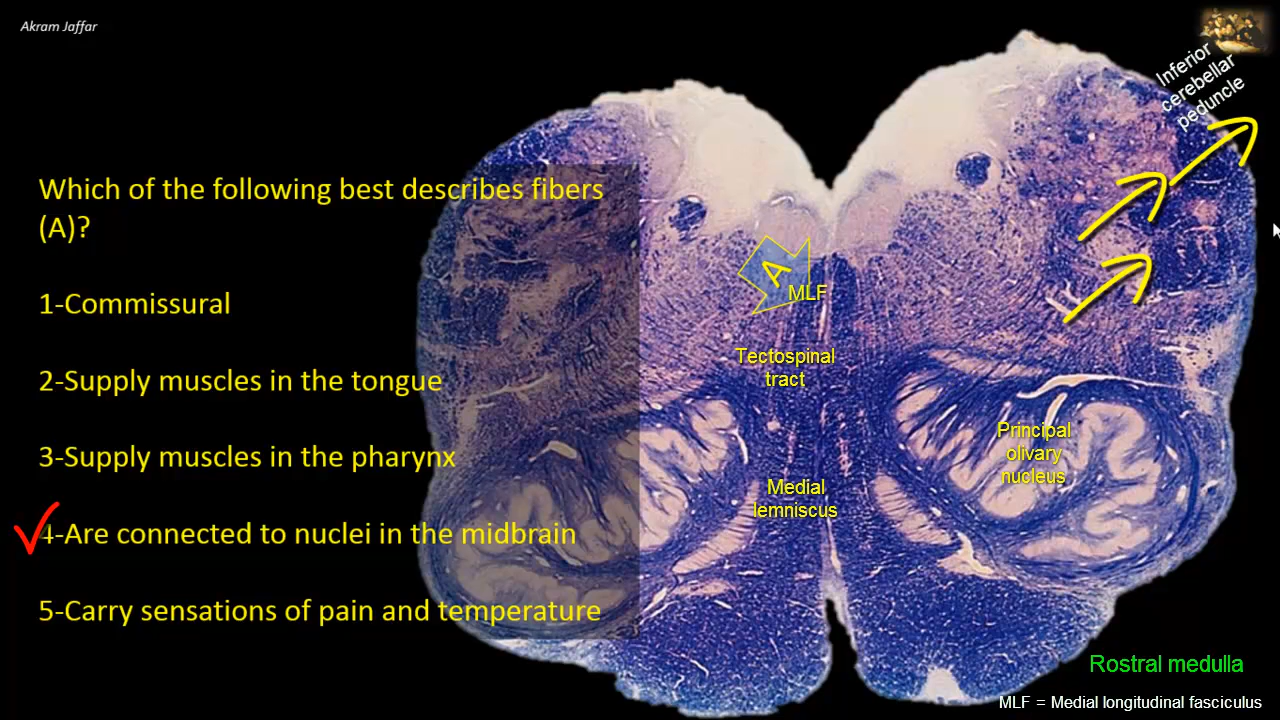 Akram Jaffar
Which of the following best describes fibers
(A)?
1-Commissural
2-Supply muscles in the tongue
3-Supply muscles in the pharynx
4-Are connected to nuclei in the midbrain
5-Carry sensations of pain and temperature
A
MLF
Tectospinal
tract
Medial
lemniscus
Principal
olivary
nucleus
Inferior
cerebellar
peduncle
Rostral medulla
MLF = Medial longitudinal fasciculus